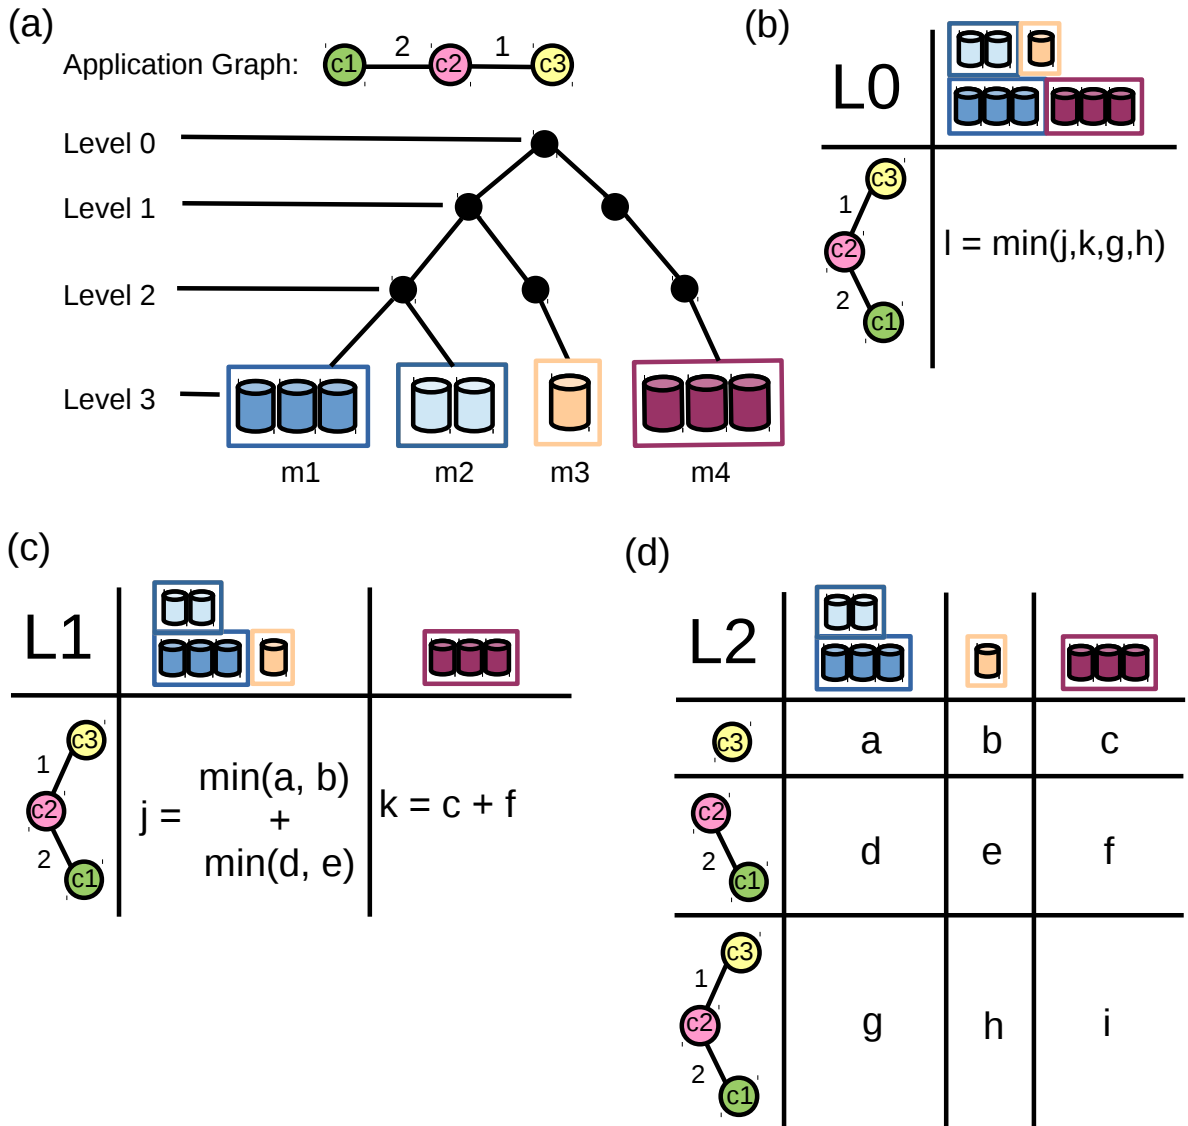 (a)
Application Graph:
c1
2
c2
1
c3
Level 0
Level 1
Level 2
Level 3
m1
m2
m3
m4
(b)
L0
c3
1
c2
2
c1
l = min(j,k,g,h)
(c)
L1
c3
1
c2
2
c1
j =
min(a, b)
+
min(d, e)
k = c + f
(d)
L2
c3
a
b
c
c2
2
c1
d
e
f
c3
1
c2
2
c1
g
h
i